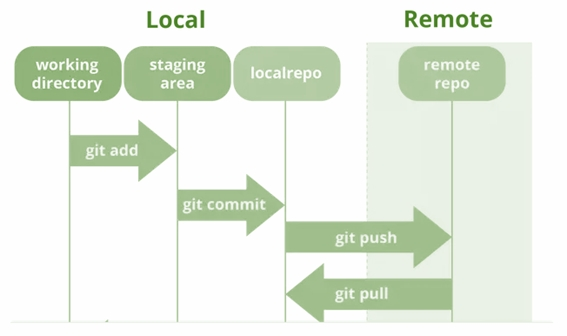 Local
Remote
working
directory
staging
area
localrepo
remote
repo
git add
git commit
git push
git pull